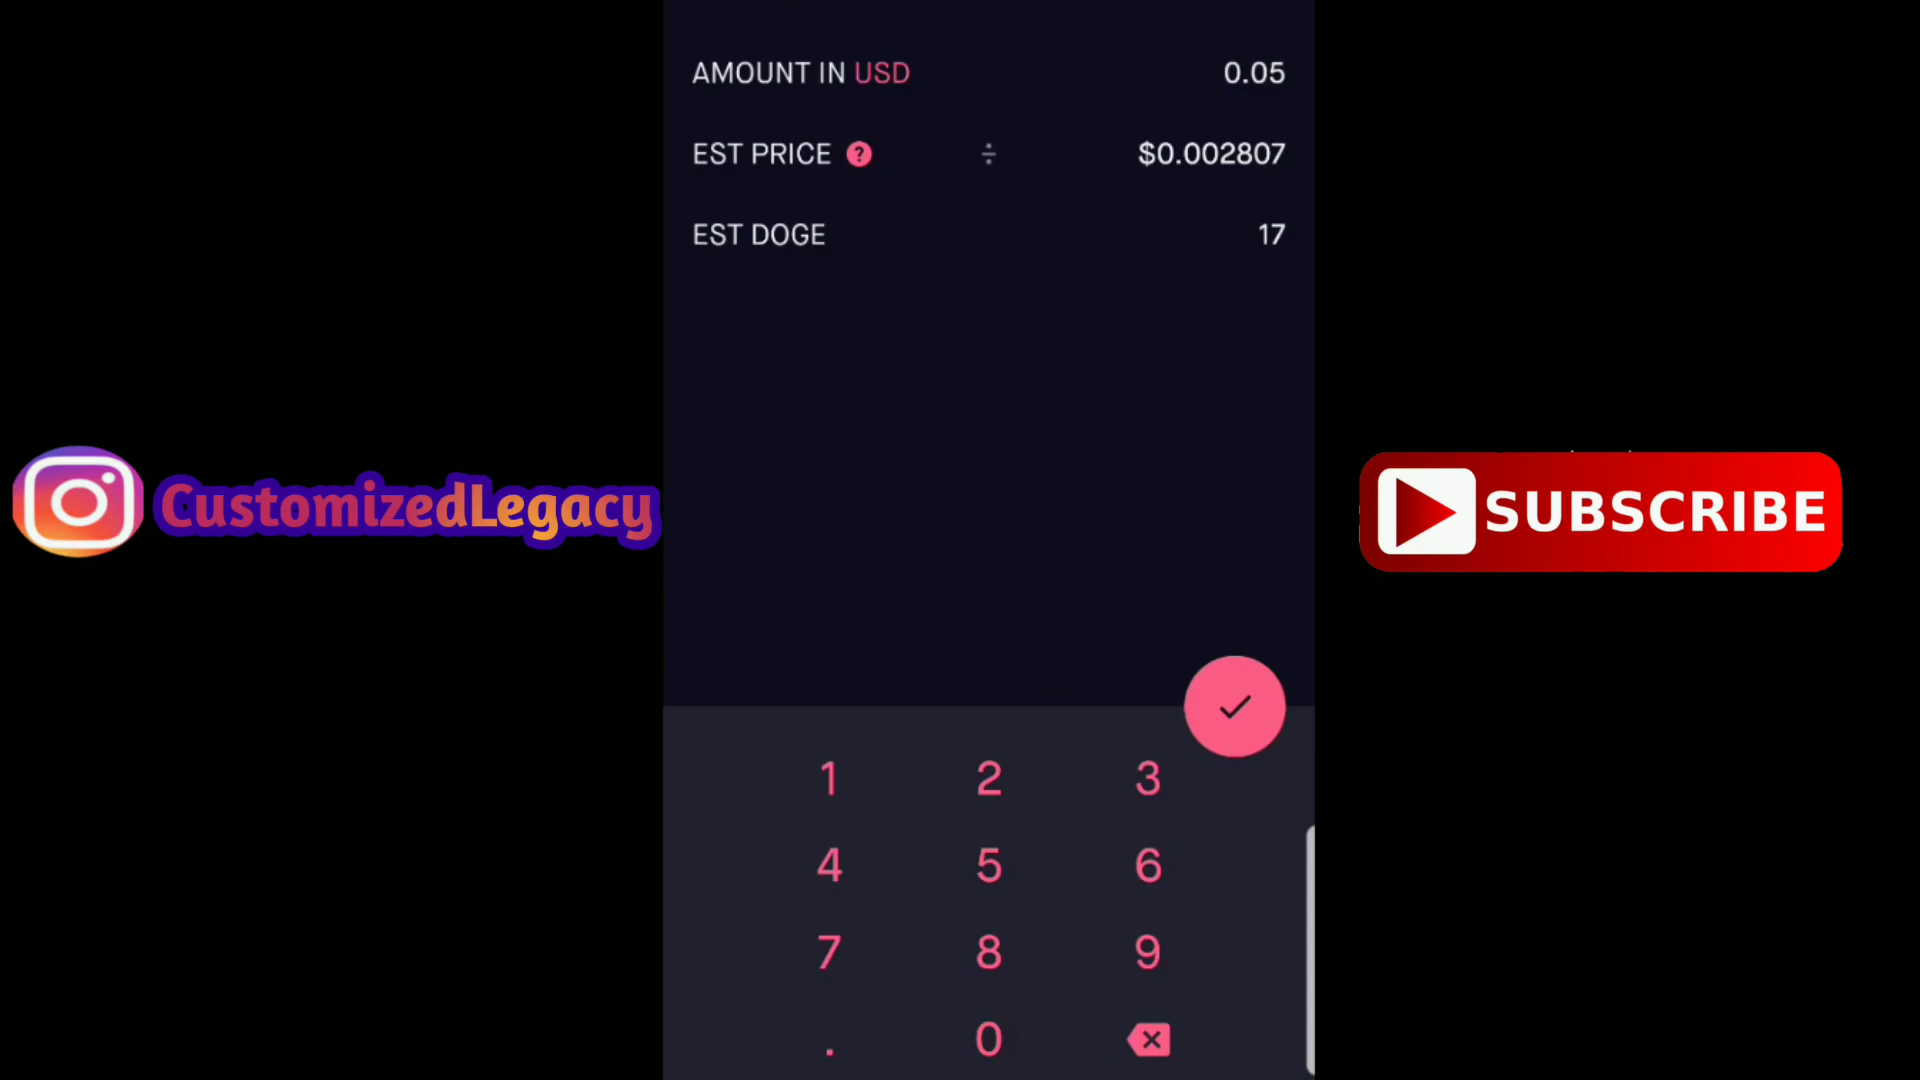 AMOUNT IN USD 0.05
EST PRICE ? ÷ $0.002807
EST DOGE 17
CustomizedLegacy
SUBSCRIBE
1 2 3
4 5 6
7 8 9
. 0